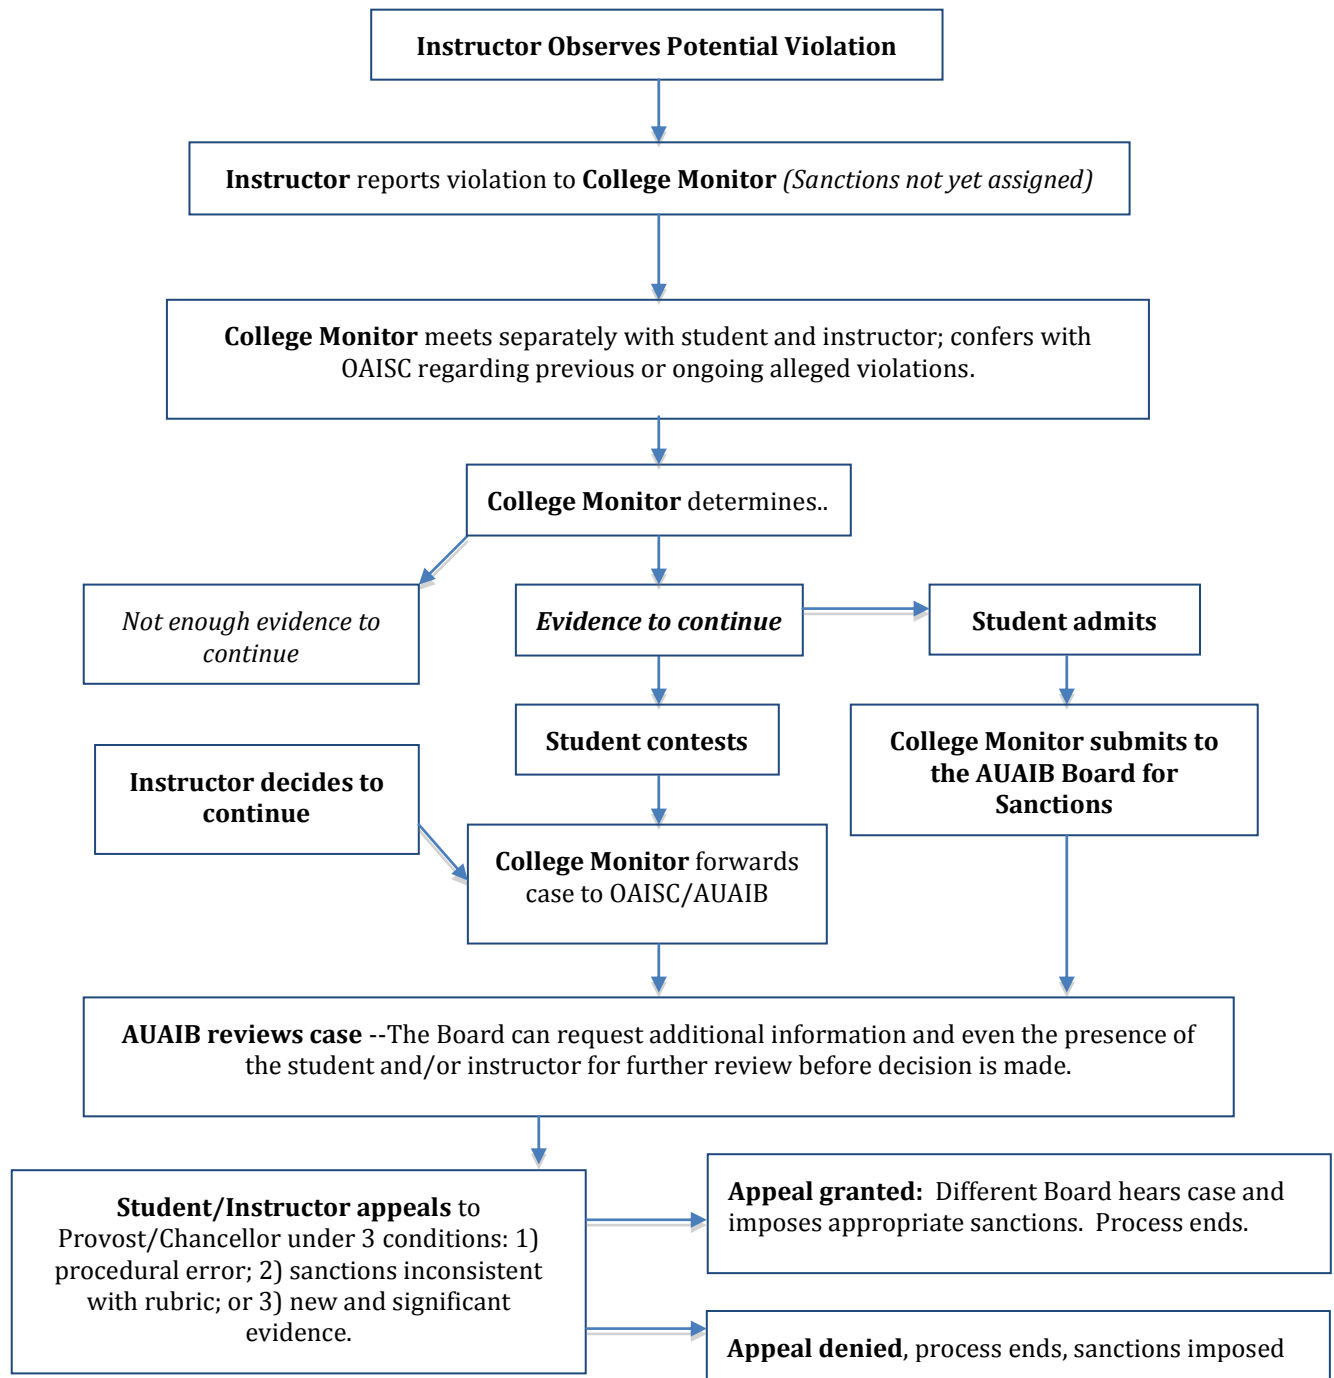 Instructor Observes Potential Violation
Instructor reports violation to College Monitor (Sanctions not yet assigned)
College Monitor meets separately with student and instructor; confers with
OAISC regarding previous or ongoing alleged violations.
College Monitor determines..
Not enough evidence to
continue
Evidence to continue
Student admits
Student contests
College Monitor submits to
the AUAIB Board for
Sanctions
Instructor decides to
continue
College Monitor forwards
case to OAISC/AUAIB
AUAIB reviews case --The Board can request additional information and even the presence of
the student and/or instructor for further review before decision is made.
Student/Instructor appeals to
Provost/Chancellor under 3 conditions: 1)
procedural error; 2) sanctions inconsistent
with rubric; or 3) new and significant
evidence.
Appeal granted: Different Board hears case and
imposes appropriate sanctions. Process ends.
Appeal denied, process ends, sanctions imposed